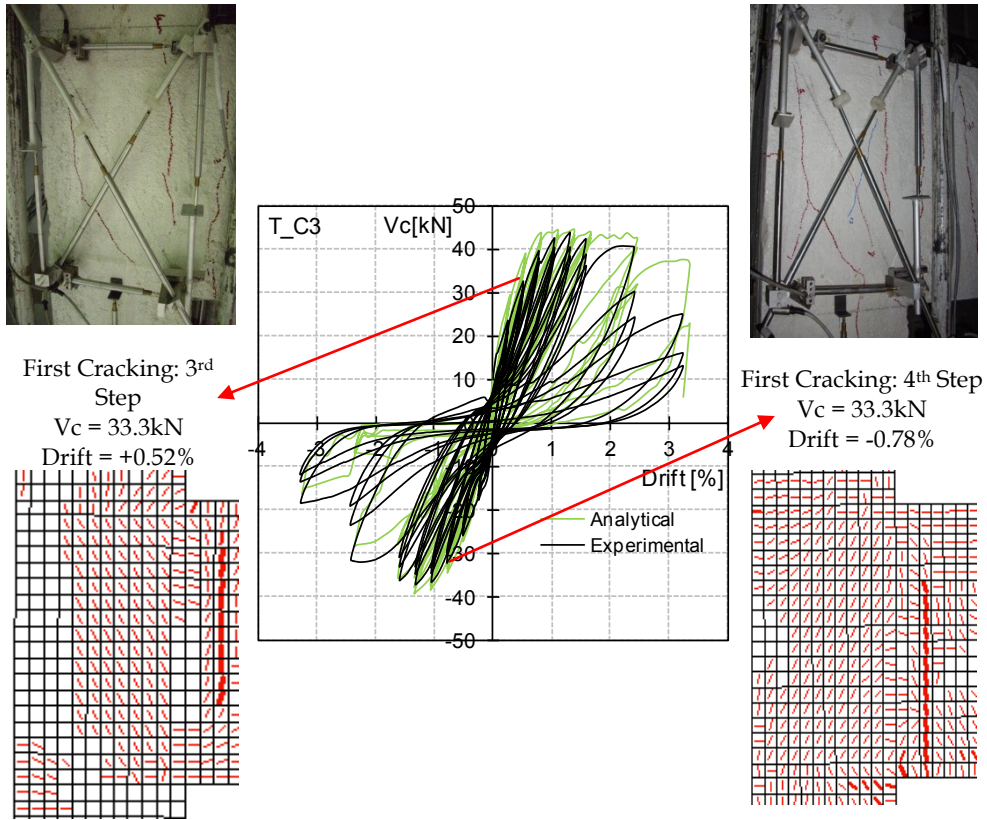 50
T_C3
Vc[kN]
40
30
20
10
-4
-3
-2
-1
0
1
2
3
4
Drift [%]
-10
-20
-30
-40
-50
Analytical
Experimental
First Cracking: 3rd
Step
Vc = 33.3kN
Drift = +0.52%
First Cracking: 4th Step
Vc = 33.3kN
Drift = -0.78%